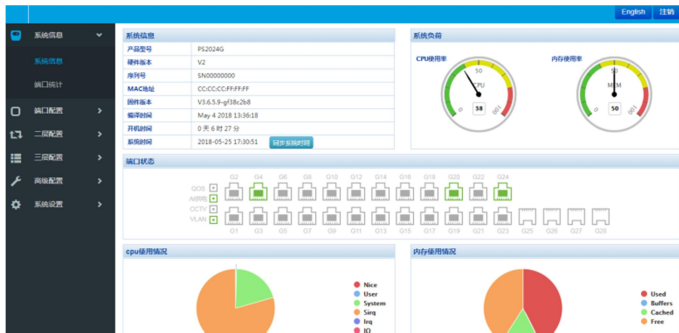 English 注销
系统信息
系统信息
端口统计
端口配置
二层配置
三层配置
高级配置
系统设置
系统信息
产品型号 PS2024G
硬件版本 V2
序列号 SN00000000
MAC地址 CC:CC:CC:FF:FF:FF
固件版本 V3.6.5.9-gf38c2b8
编译时间 May 4 2018 13:36:18
开机时间 0 天 6 时 27 分
系统时间 2018-05-25 17:30:51 同步系统时间
系统负荷
CPU使用率 内存使用率
50 50
CPU MEM
0 38 100 0 50 100
端口状态
G2 G4 G6 G8 G10 G12 G14 G16 G18 G20 G22 G24
QOS
AI供电
CCTV
VLAN
G1 G3 G5 G7 G9 G11 G13 G15 G17 G19 G21 G23 G25 G26 G27 G28
cpu使用情况
Nice
User
System
Sirq
Irq
IO
内存使用情况
Used
Buffers
Cached
Free